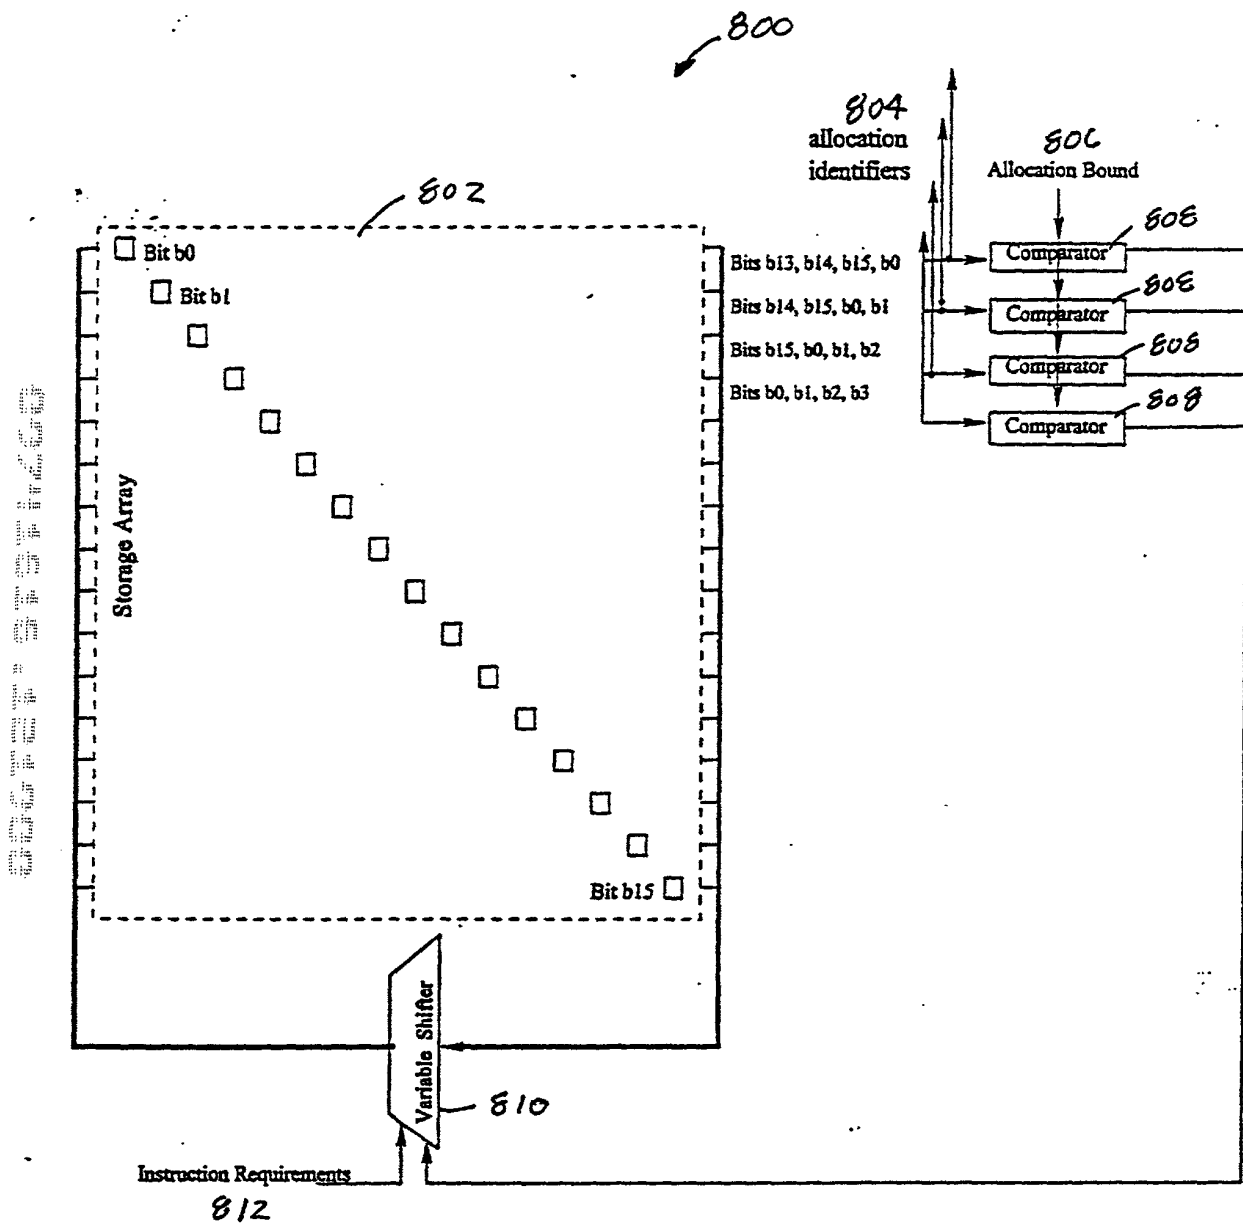 800
804
allocation
identifiers
806
Allocation Bound
802
808
Bit b0
Bits b13, b14, b15, b0
Comparator
808
Bit b1
Bits b14, b15, b0, b1
Comparator
808
Bits b15, b0, b1, b2
Comparator
808
Bits b0, b1, b2, b3
Comparator
Storage Array
Bit b15
Variable Shifter
810
Instruction Requirements
812